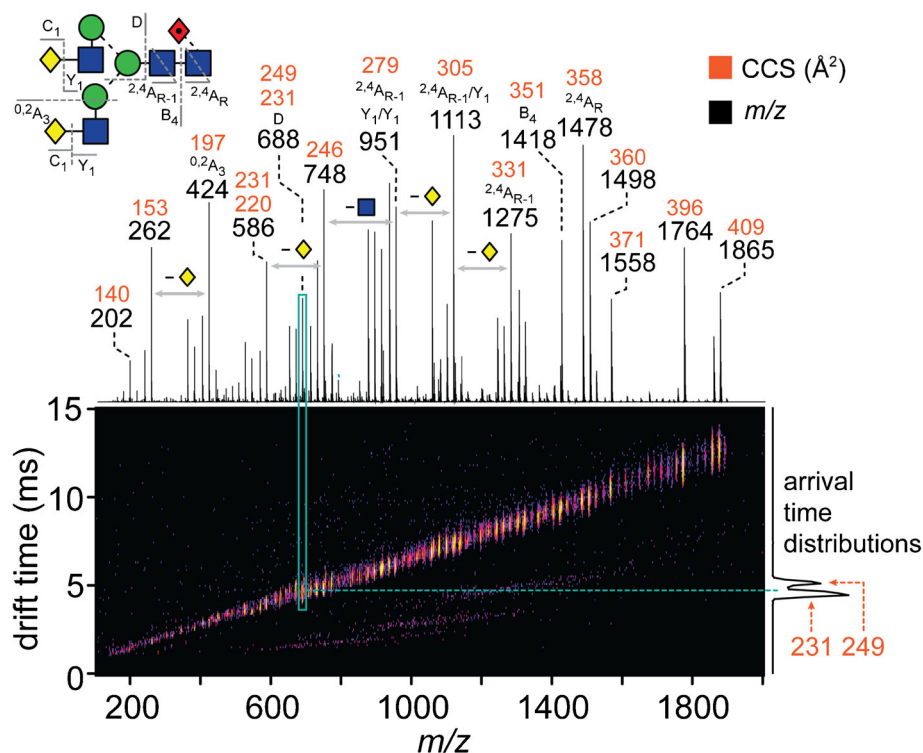 C1
D
Y1
0,2A3
2,4AR-1
2,4AR
B4
C1
Y1
CCS (Å²)
m/z
140
202
153
262
197
0,2A3
424
231
220
586
249
231
D
688
246
748
279
2,4AR-1
Y1/Y1
951
305
2,4AR-1/Y1
1113
331
2,4AR-1
1275
351
B4
1418
358
2,4AR
1478
360
1498
371
1558
396
1764
409
1865
-
-
-
-
-
15
10
5
0
drift time (ms)
200
600
1000
1400
1800
m/z
arrival
time
distributions
231 249